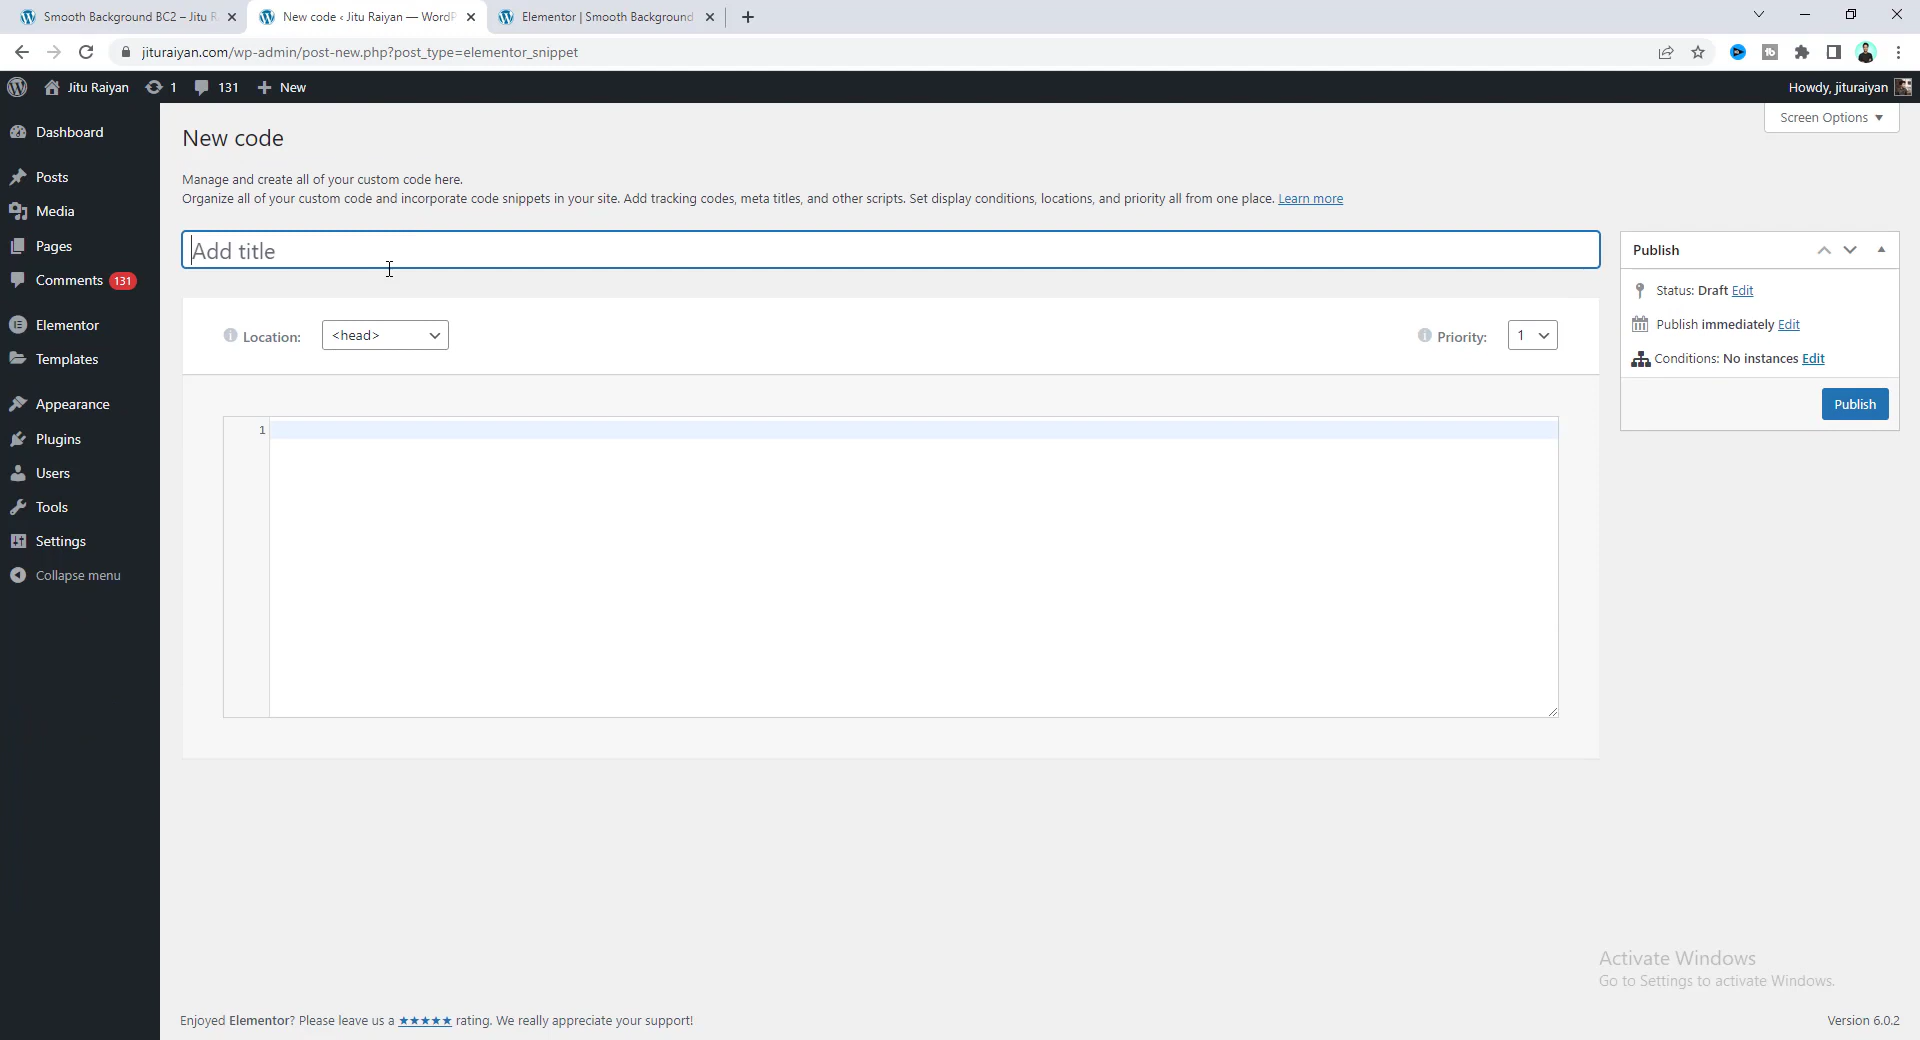 Smooth Background BC2 – Jitu R
New code ‹ Jitu Raiyan — WordP
Elementor | Smooth Background
jituraiyan.com/wp-admin/post-new.php?post_type=elementor_snippet
Jitu Raiyan
1
131
New
Howdy, jituraiyan
Screen Options
Dashboard
Posts
Media
Pages
Comments 131
Elementor
Templates
Appearance
Plugins
Users
Tools
Settings
Collapse menu
New code
Manage and create all of your custom code here.
Organize all of your custom code and incorporate code snippets in your site. Add tracking codes, meta titles, and other scripts. Set display conditions, locations, and priority all from one place. Learn more
Add title
Location: <head>
Priority: 1
1
Publish
Status: Draft Edit
Publish immediately Edit
Conditions: No instances Edit
Publish
Activate Windows
Go to Settings to activate Windows.
Enjoyed Elementor? Please leave us a ★★★★★ rating. We really appreciate your support!
Version 6.0.2